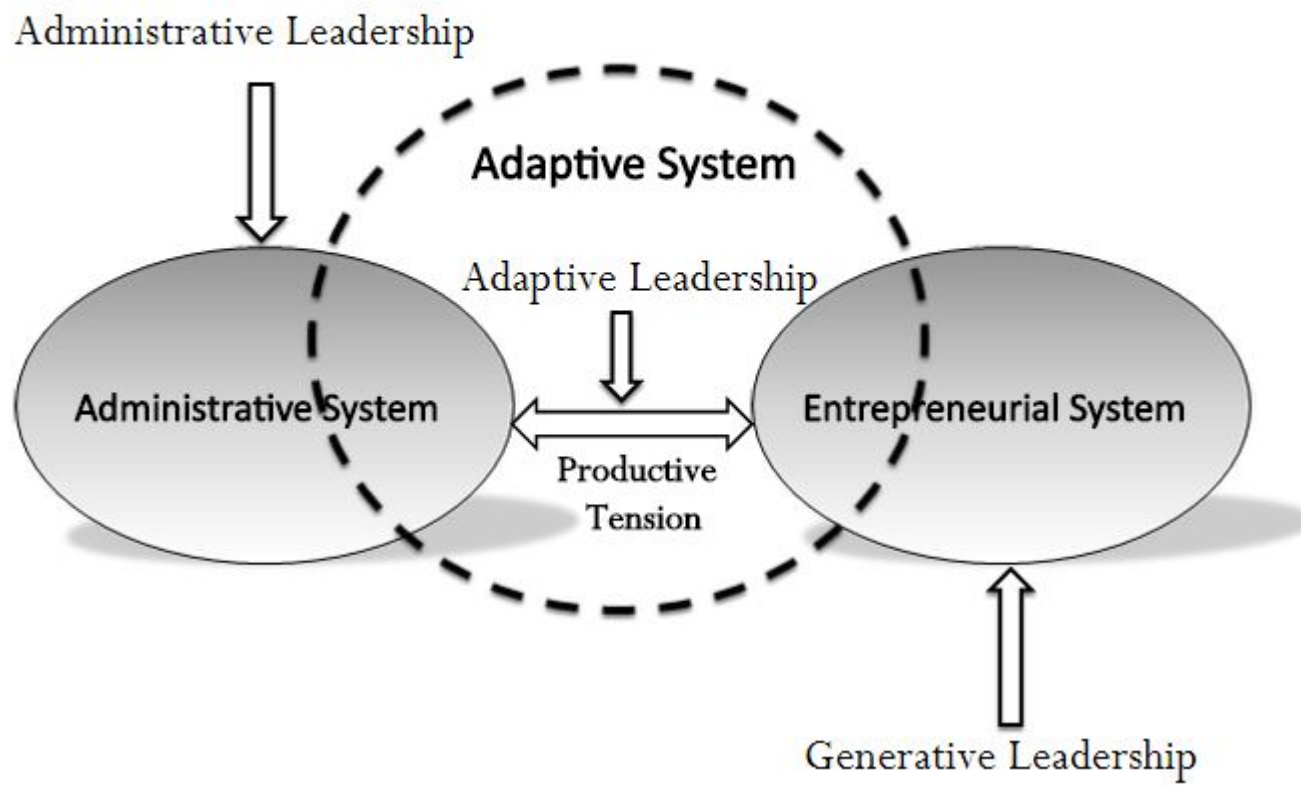 Administrative Leadership
Adaptive System
Adaptive Leadership
Administrative System
Entrepreneurial System
Productive
Tension
Generative Leadership